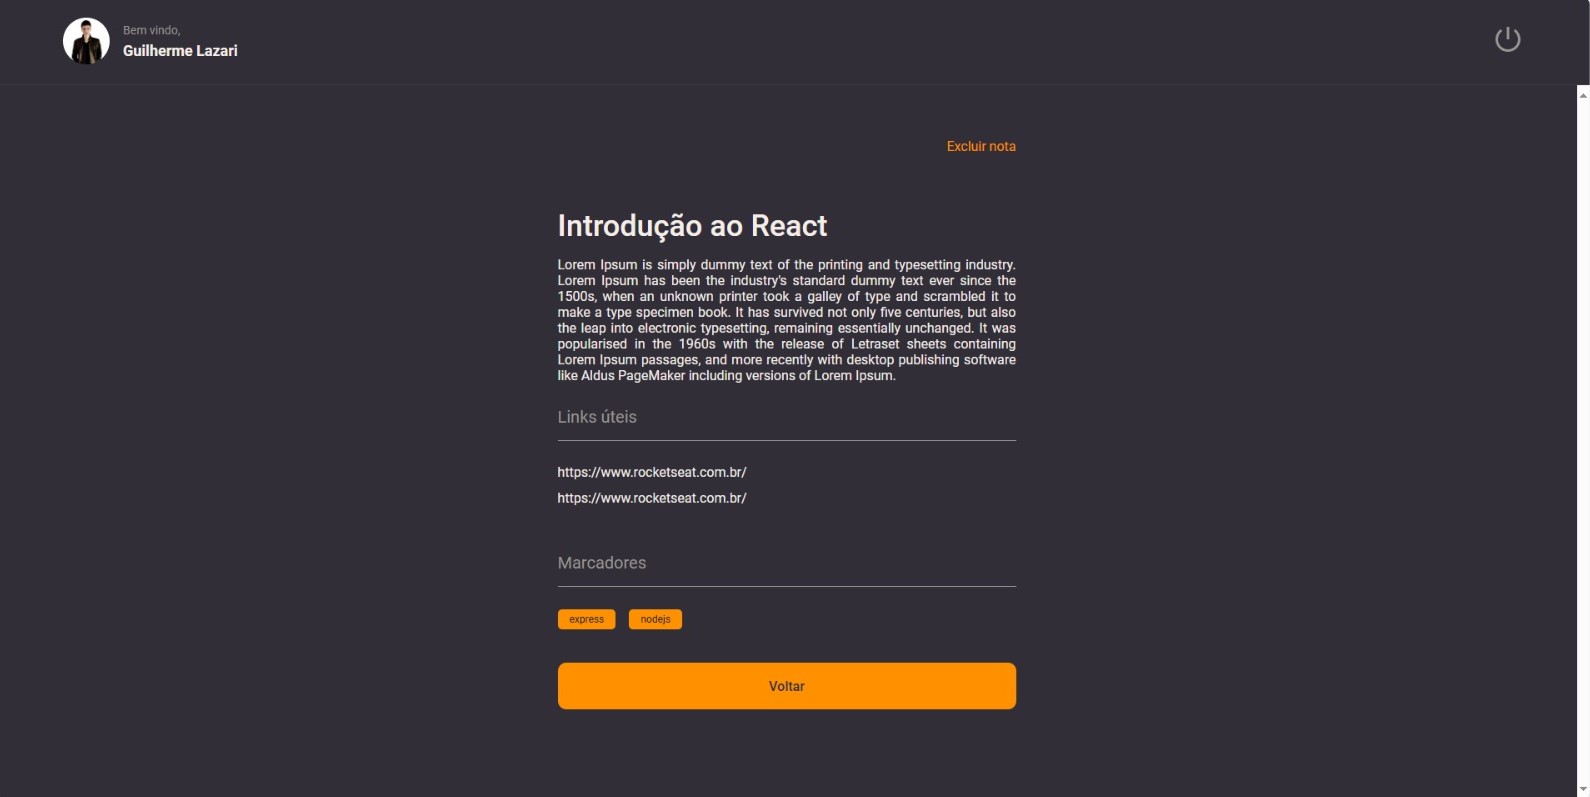 Bem vindo,
Guilherme Lazari
Excluir nota
Introdução ao React
Lorem Ipsum is simply dummy text of the printing and typesetting industry.
Lorem Ipsum has been the industry's standard dummy text ever since the
1500s, when an unknown printer took a galley of type and scrambled it to
make a type specimen book. It has survived not only five centuries, but also
the leap into electronic typesetting, remaining essentially unchanged. It was
popularised in the 1960s with the release of Letraset sheets containing
Lorem Ipsum passages, and more recently with desktop publishing software
like Aldus PageMaker including versions of Lorem Ipsum.
Links úteis
https://www.rocketseat.com.br/
https://www.rocketseat.com.br/
Marcadores
express nodejs
Voltar